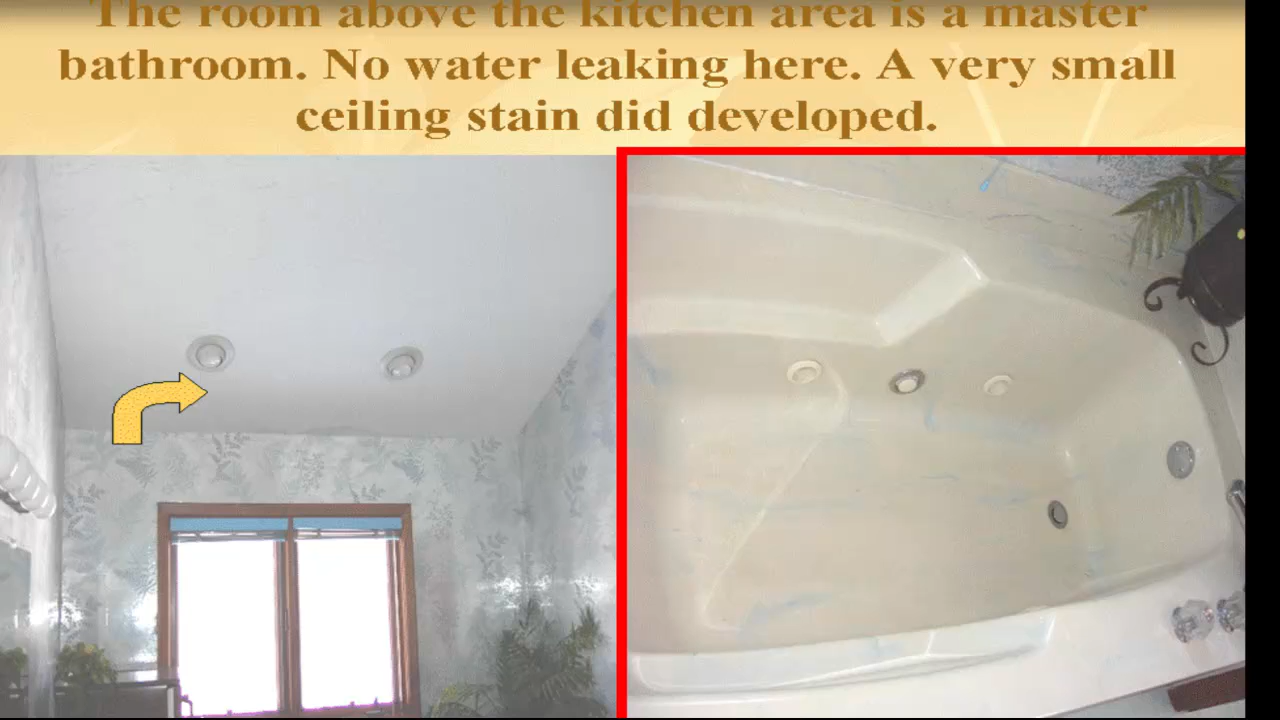 The room above the kitchen area is a master
bathroom. No water leaking here. A very small
ceiling stain did developed.